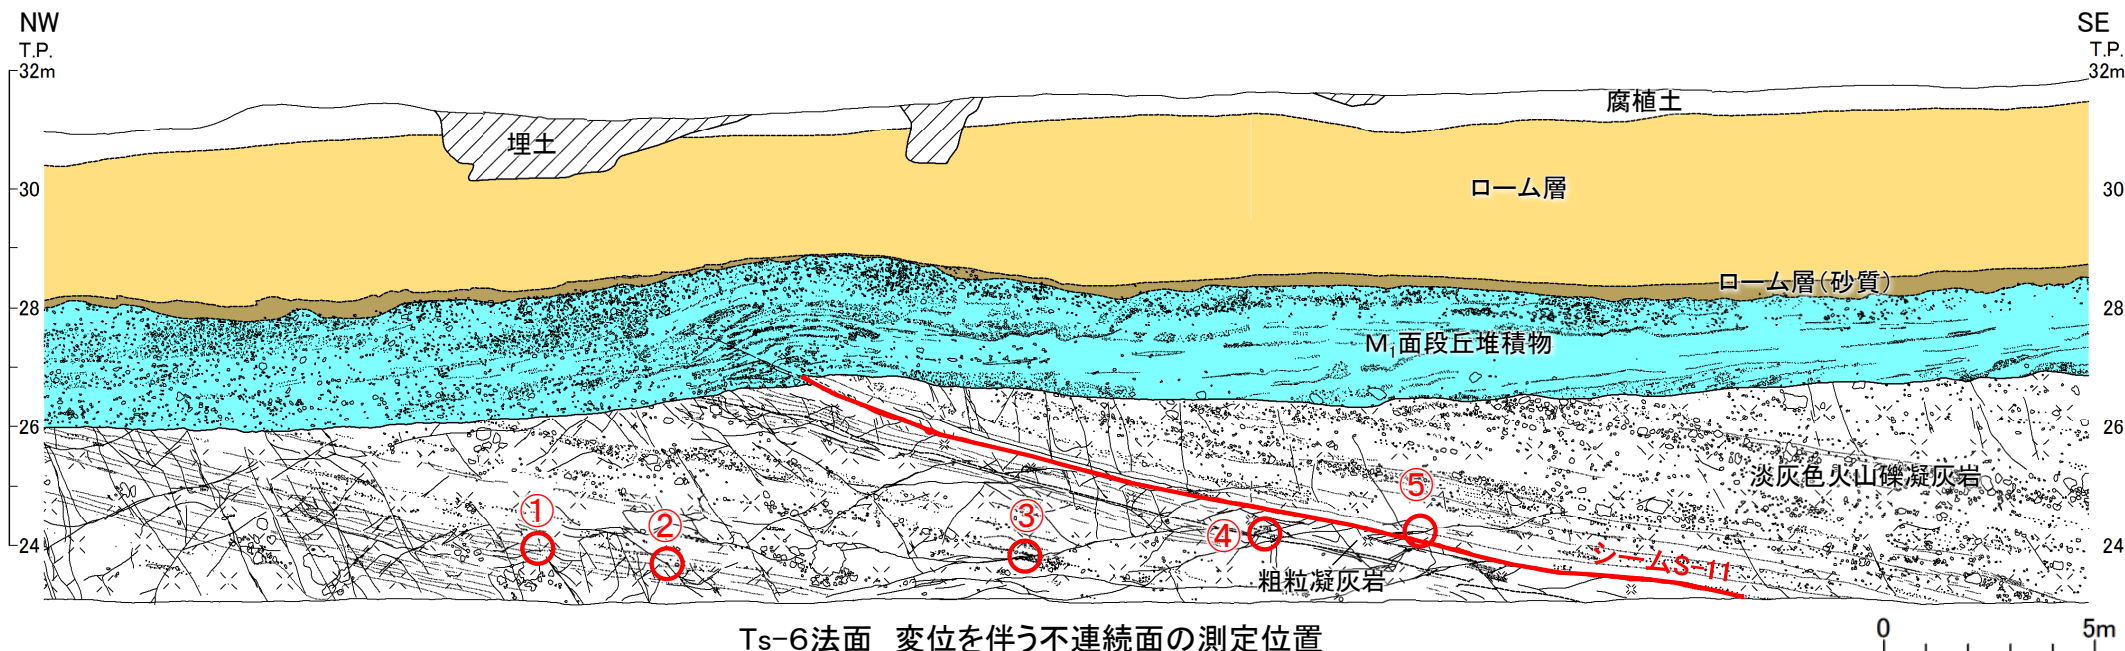 NW
SE
T.P.
T.P.
32m
32m
腐植土
埋土
30
ローム層
30
ローム層(砂質)
28
28
M₁面段丘堆積物
26
26
淡灰色火山礫凝灰岩
①
②
③
④
⑤
24
24
シームS-11
粗粒凝灰岩
Ts-6法面 変位を伴う不連続面の測定位置
0
5m